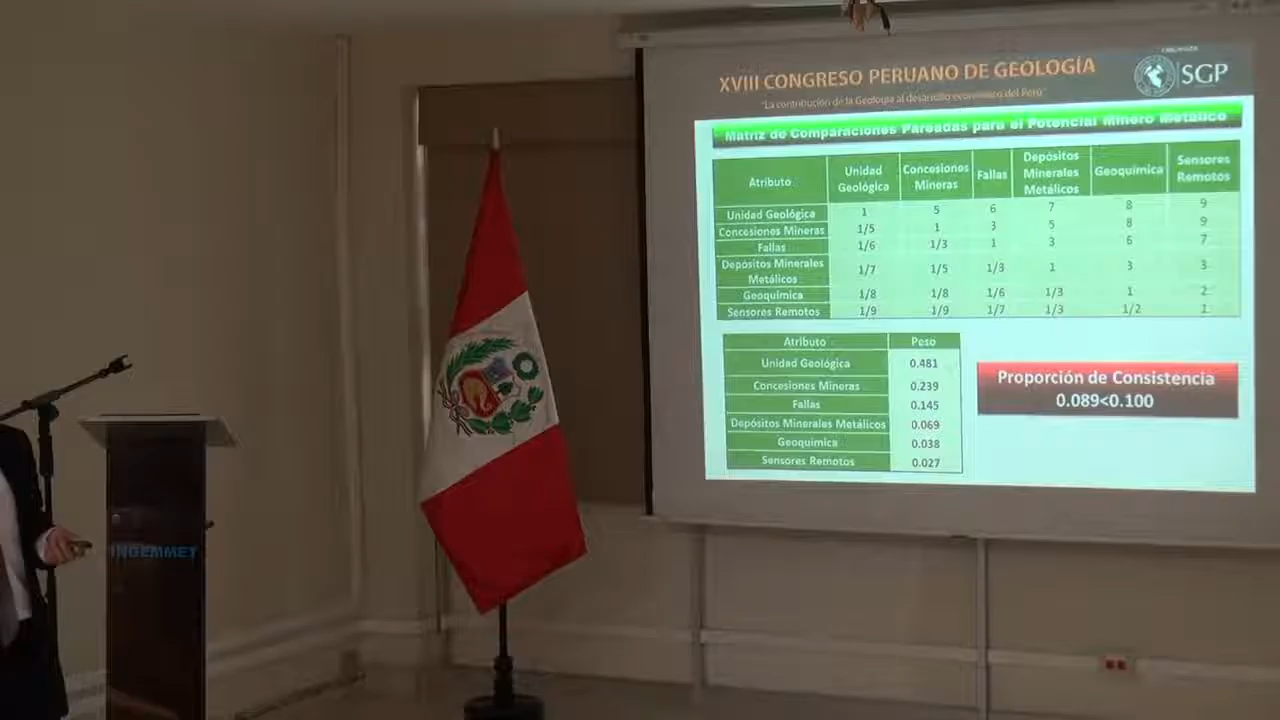 ORGANIZA:
XVIII CONGRESO PERUANO DE GEOLOGÍA
SGP
"La contribución de la Geología al desarrollo económico del Perú"
Matriz de Comparaciones Pareadas para el Potencial Minero Metálico
Atributo Unidad Geológica Concesiones Mineras Fallas Depósitos Minerales Metálicos Geoquímica Sensores Remotos
Unidad Geológica 1 5 6 7 8 9
Concesiones Mineras 1/5 1 3 5 8 9
Fallas 1/6 1/3 1 3 6 7
Depósitos Minerales Metálicos 1/7 1/5 1/3 1 3 3
Geoquímica 1/8 1/8 1/6 1/3 1 2
Sensores Remotos 1/9 1/9 1/7 1/3 1/2 1
Atributo Peso
Unidad Geológica 0.481
Concesiones Mineras 0.239
Fallas 0.145
Depósitos Minerales Metálicos 0.069
Geoquímica 0.038
Sensores Remotos 0.027
Proporción de Consistencia
0.089<0.100
INGEMMET